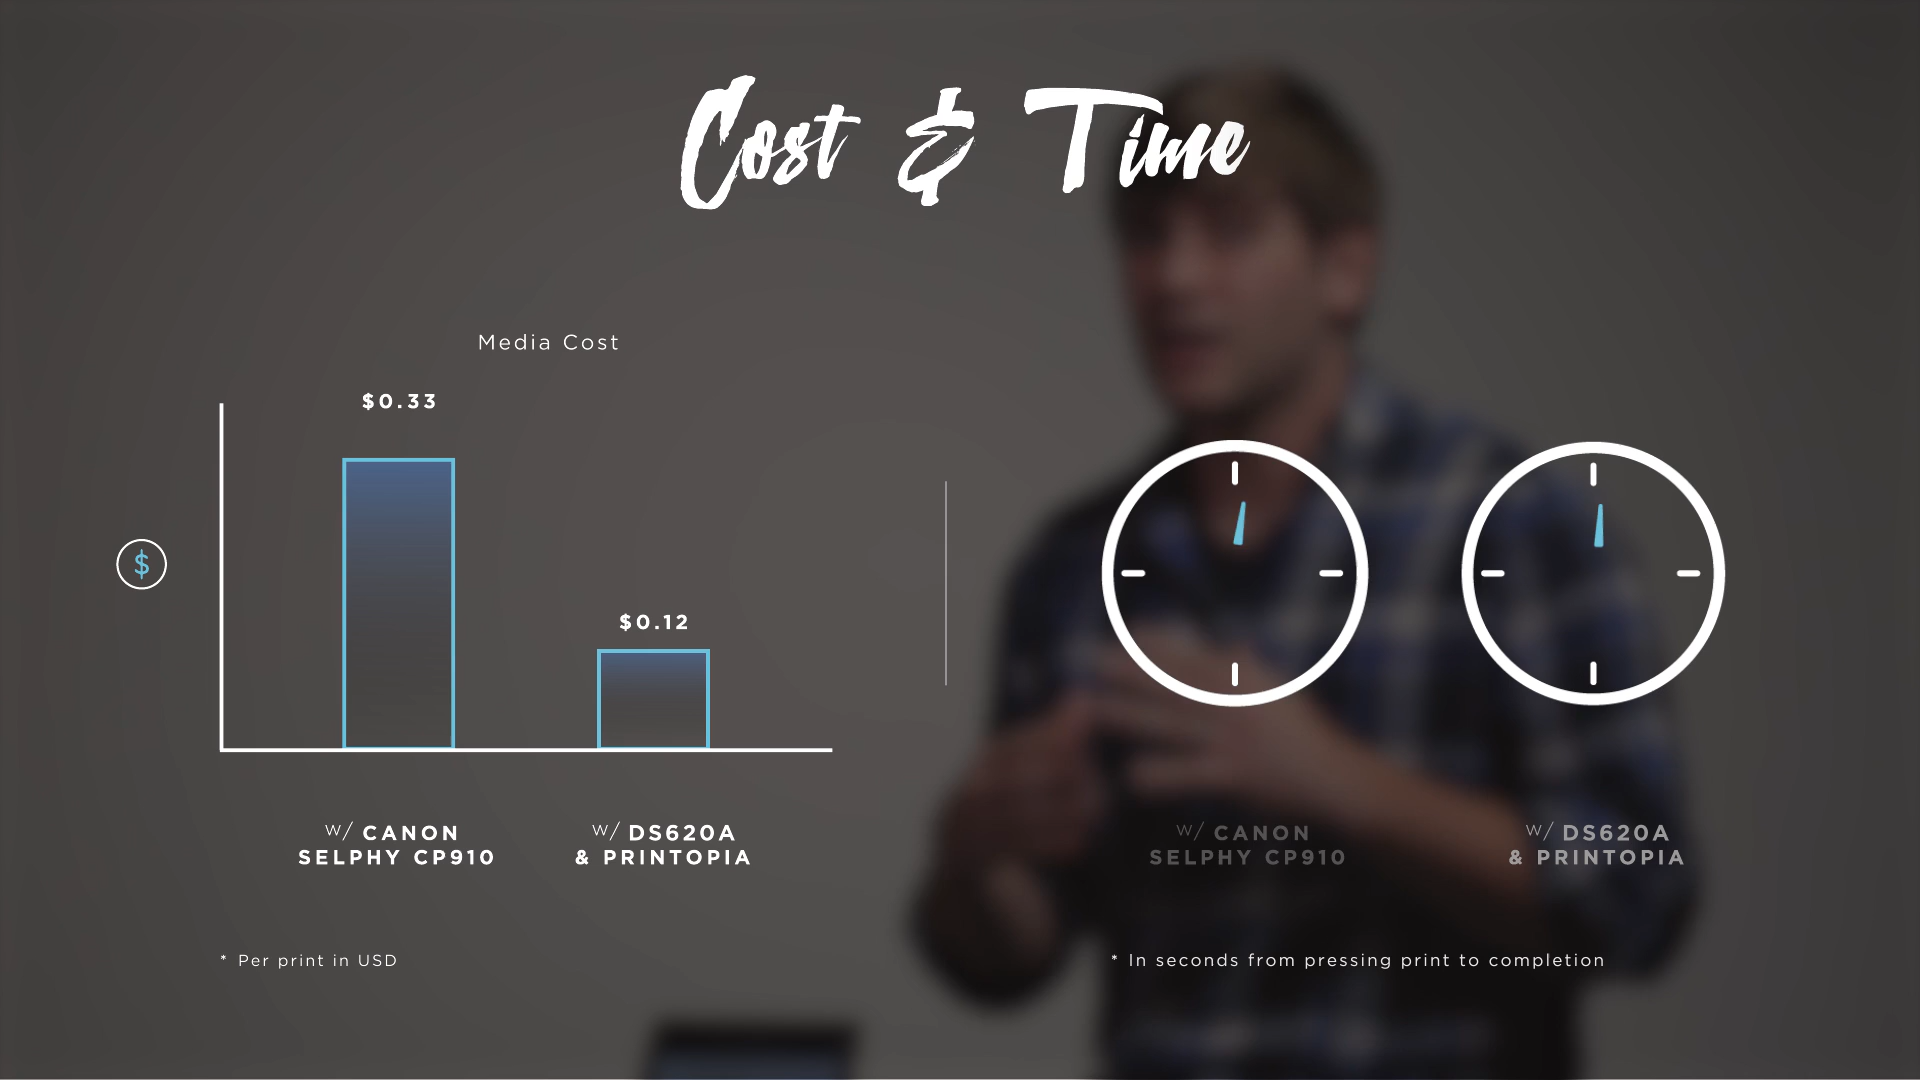 Cost & Time
Media Cost
$0.33
$
$0.12
w/ CANON
SELPHY CP910
w/ DS620A
& PRINTOPIA
w/ CANON
SELPHY CP910
w/ DS620A
& PRINTOPIA
* Per print in USD
* In seconds from pressing print to completion